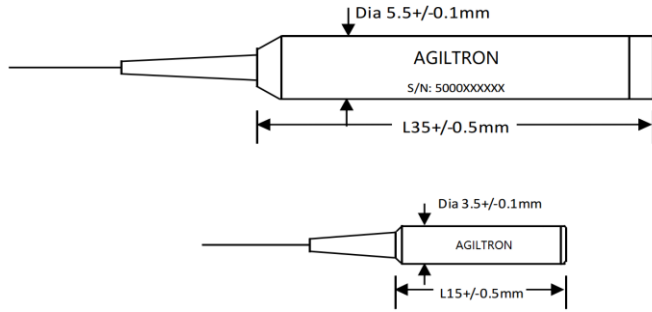 Dia 5.5+/-0.1mm
AGILTRON
S/N: 5000XXXXXX
L35+/-0.5mm
Dia 3.5+/-0.1mm
AGILTRON
L15+/-0.5mm